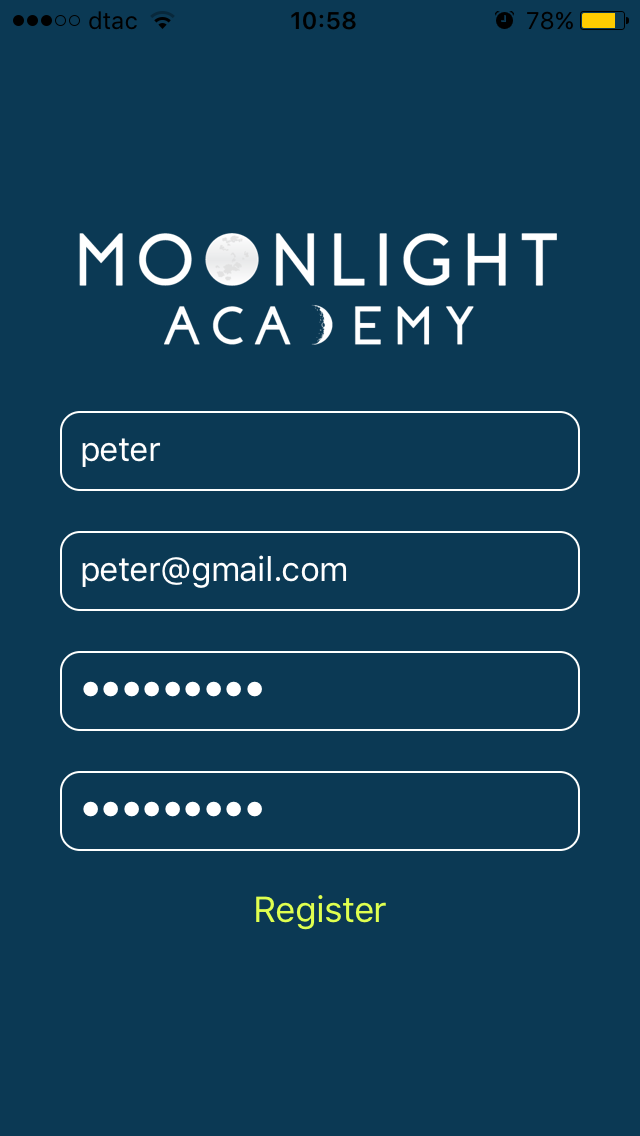 dtac 10:58 78%
MOONLIGHT
ACADEMY
peter
peter@gmail.com
•••••••••
•••••••••
Register